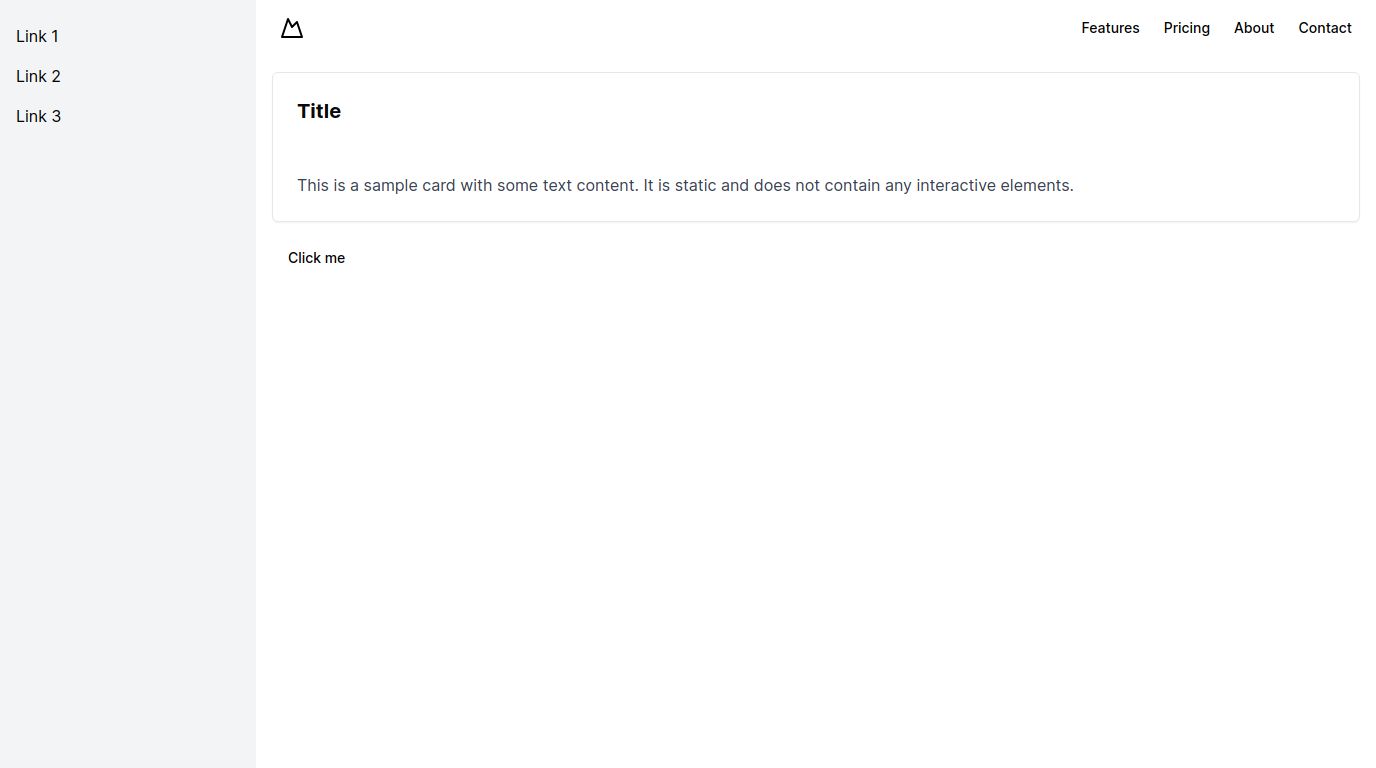 Link 1
Link 2
Link 3
Features Pricing About Contact
Title
This is a sample card with some text content. It is static and does not contain any interactive elements.
Click me